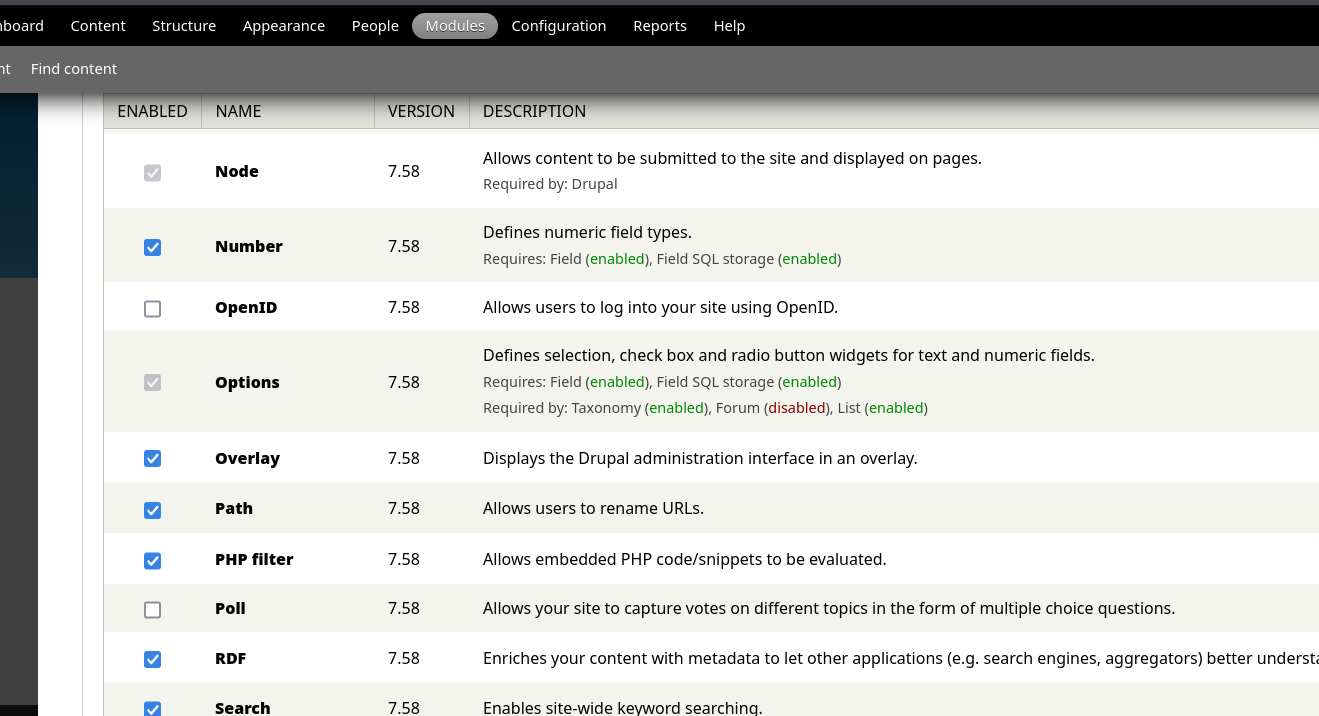 board Content Structure Appearance People Modules Configuration Reports Help
nt Find content
ENABLED NAME VERSION DESCRIPTION
Node 7.58 Allows content to be submitted to the site and displayed on pages.
Required by: Drupal
Number 7.58 Defines numeric field types.
Requires: Field (enabled), Field SQL storage (enabled)
OpenID 7.58 Allows users to log into your site using OpenID.
Options 7.58 Defines selection, check box and radio button widgets for text and numeric fields.
Requires: Field (enabled), Field SQL storage (enabled)
Required by: Taxonomy (enabled), Forum (disabled), List (enabled)
Overlay 7.58 Displays the Drupal administration interface in an overlay.
Path 7.58 Allows users to rename URLs.
PHP filter 7.58 Allows embedded PHP code/snippets to be evaluated.
Poll 7.58 Allows your site to capture votes on different topics in the form of multiple choice questions.
RDF 7.58 Enriches your content with metadata to let other applications (e.g. search engines, aggregators) better understa
Search 7.58 Enables site-wide keyword searching.